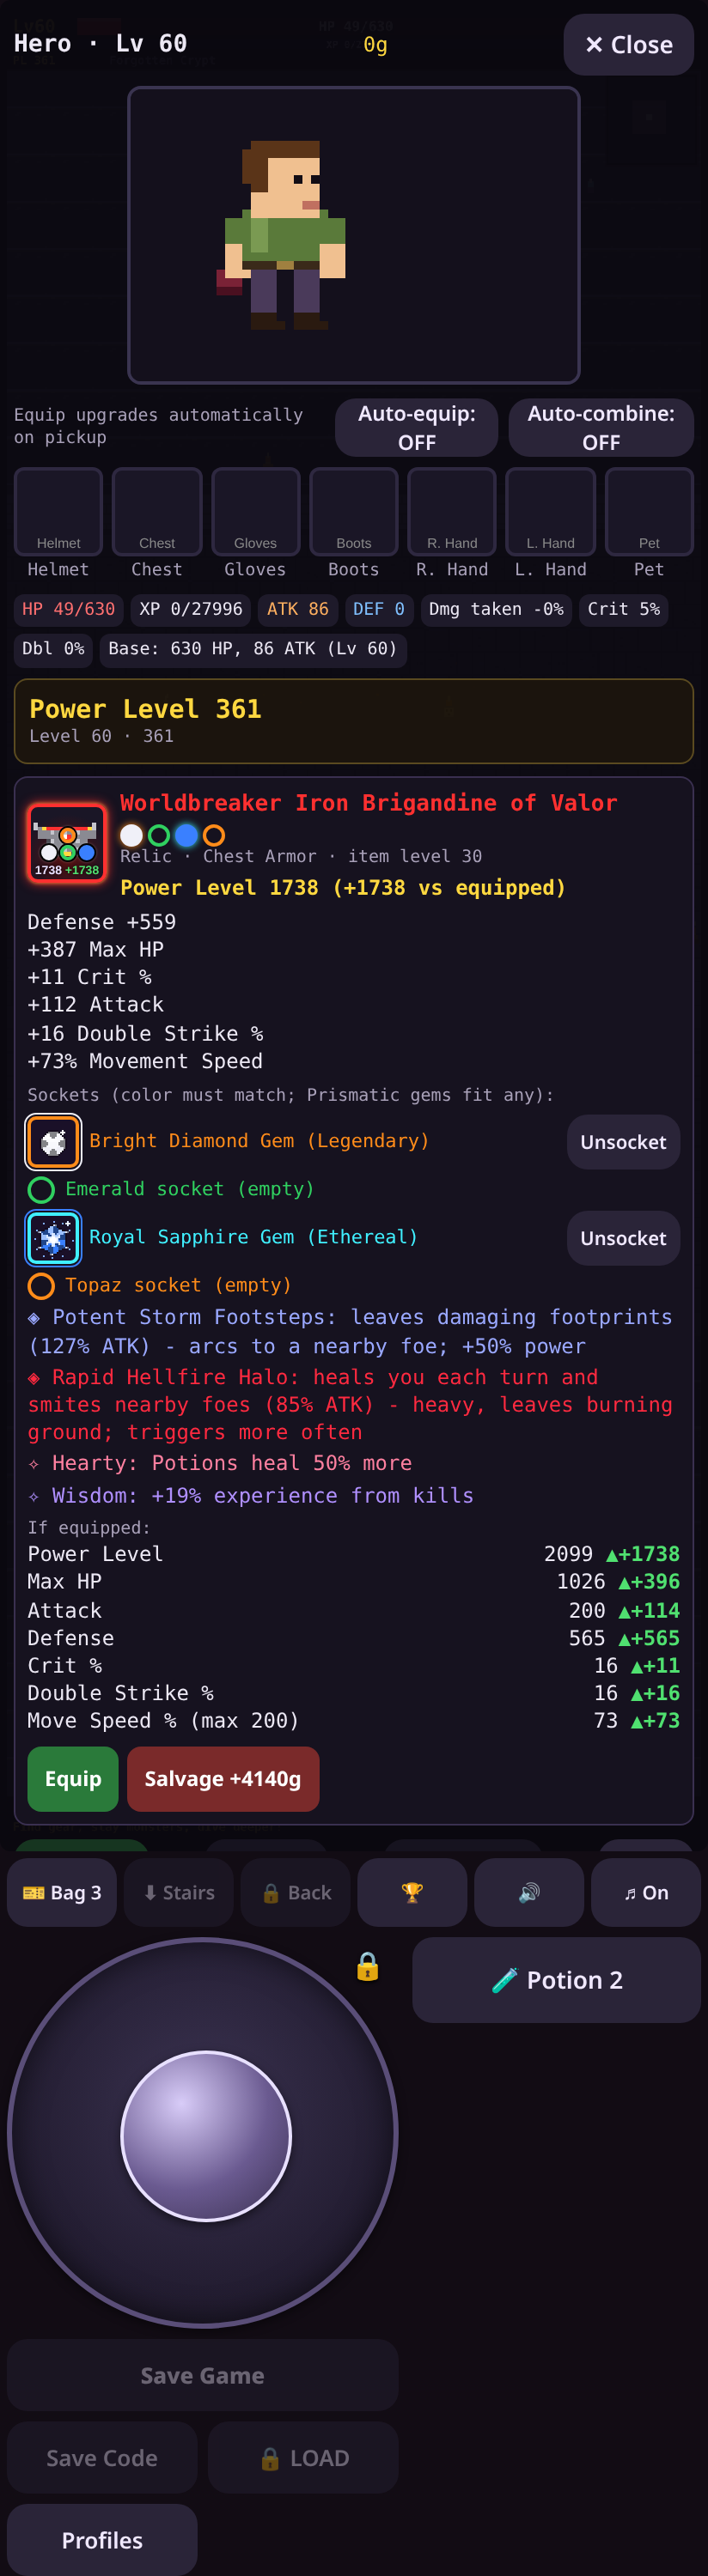 Hero · Lv 60
0g
✕ Close
Equip upgrades automatically
on pickup
Auto-equip:
OFF
Auto-combine:
OFF
Helmet
Chest
Gloves
Boots
R. Hand
L. Hand
Pet
Helmet
Chest
Gloves
Boots
R. Hand
L. Hand
Pet
HP 49/630
XP 0/27996
ATK 86
DEF 0
Dmg taken -0%
Crit 5%
Dbl 0%
Base: 630 HP, 86 ATK (Lv 60)
Power Level 361
Level 60 · 361
Worldbreaker Iron Brigandine of Valor
Relic · Chest Armor · item level 30
1738 +1738
Power Level 1738 (+1738 vs equipped)
Defense +559
+387 Max HP
+11 Crit %
+112 Attack
+16 Double Strike %
+73% Movement Speed
Sockets (color must match; Prismatic gems fit any):
Bright Diamond Gem (Legendary)
Unsocket
Emerald socket (empty)
Royal Sapphire Gem (Ethereal)
Unsocket
Topaz socket (empty)
◈ Potent Storm Footsteps: leaves damaging footprints
(127% ATK) - arcs to a nearby foe; +50% power
◈ Rapid Hellfire Halo: heals you each turn and
smites nearby foes (85% ATK) - heavy, leaves burning
ground; triggers more often
✧ Hearty: Potions heal 50% more
✧ Wisdom: +19% experience from kills
If equipped:
Power Level 2099 ▲+1738
Max HP 1026 ▲+396
Attack 200 ▲+114
Defense 565 ▲+565
Crit % 16 ▲+11
Double Strike % 16 ▲+16
Move Speed % (max 200) 73 ▲+73
Equip
Salvage +4140g
🎫 Bag 3
⬇ Stairs
🔒 Back
🏆
🔊
♬ On
🔒
🧪 Potion 2
Save Game
Save Code
🔒 LOAD
Profiles